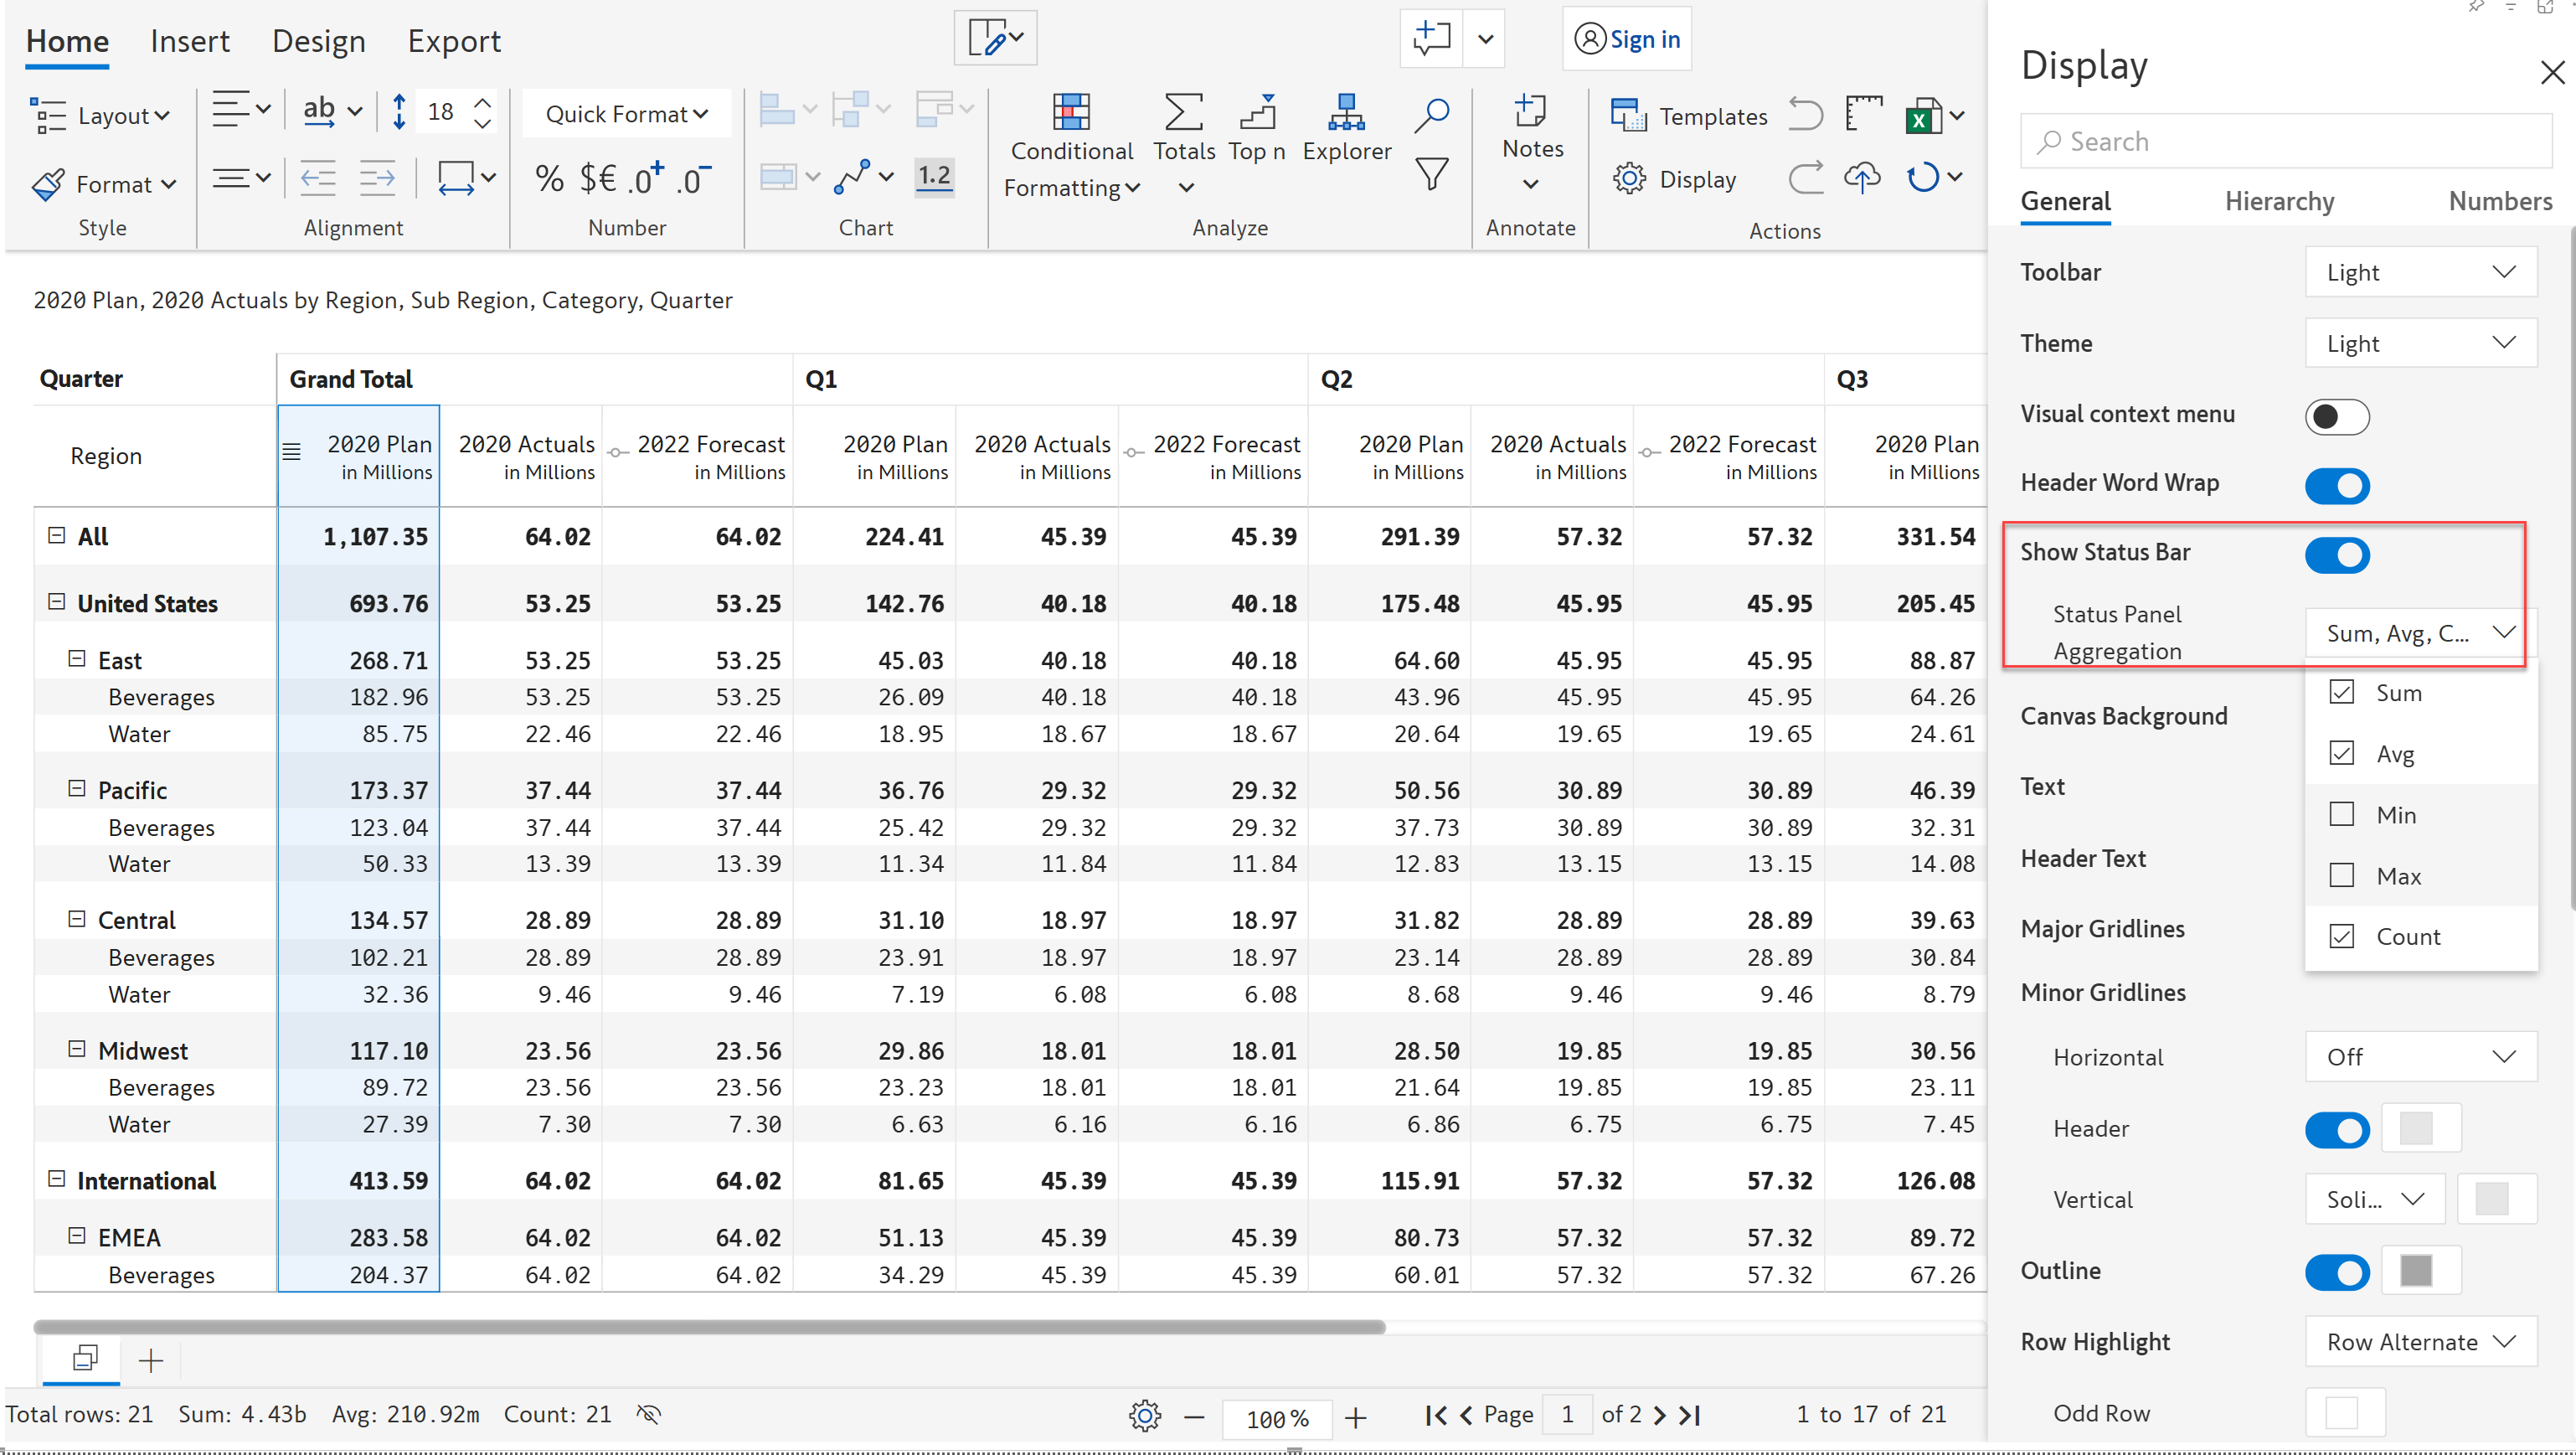 Home Insert Design Export Sign in
Layout ab 18 Quick Format Conditional Formatting Totals Top n Explorer Notes Templates
Format % $€ .0+ .0- 1.2 Display
Style Alignment Number Chart Analyze Annotate Actions
2020 Plan, 2020 Actuals by Region, Sub Region, Category, Quarter
Quarter Grand Total Q1 Q2 Q3
Region 2020 Plan 2020 Actuals 2022 Forecast 2020 Plan 2020 Actuals 2022 Forecast 2020 Plan 2020 Actuals 2022 Forecast 2020 Plan
in Millions in Millions in Millions in Millions in Millions in Millions in Millions in Millions in Millions in Millions
All 1,107.35 64.02 64.02 224.41 45.39 45.39 291.39 57.32 57.32 331.54
United States 693.76 53.25 53.25 142.76 40.18 40.18 175.48 45.95 45.95 205.45
East 268.71 53.25 53.25 45.03 40.18 40.18 64.60 45.95 45.95 88.87
Beverages 182.96 53.25 53.25 26.09 40.18 40.18 43.96 45.95 45.95 64.26
Water 85.75 22.46 22.46 18.95 18.67 18.67 20.64 19.65 19.65 24.61
Pacific 173.37 37.44 37.44 36.76 29.32 29.32 50.56 30.89 30.89 46.39
Beverages 123.04 37.44 37.44 25.42 29.32 29.32 37.73 30.89 30.89 32.31
Water 50.33 13.39 13.39 11.34 11.84 11.84 12.83 13.15 13.15 14.08
Central 134.57 28.89 28.89 31.10 18.97 18.97 31.82 28.89 28.89 39.63
Beverages 102.21 28.89 28.89 23.91 18.97 18.97 23.14 28.89 28.89 30.84
Water 32.36 9.46 9.46 7.19 6.08 6.08 8.68 9.46 9.46 8.79
Midwest 117.10 23.56 23.56 29.86 18.01 18.01 28.50 19.85 19.85 30.56
Beverages 89.72 23.56 23.56 23.23 18.01 18.01 21.64 19.85 19.85 23.11
Water 27.39 7.30 7.30 6.63 6.16 6.16 6.86 6.75 6.75 7.45
International 413.59 64.02 64.02 81.65 45.39 45.39 115.91 57.32 57.32 126.08
EMEA 283.58 64.02 64.02 51.13 45.39 45.39 80.73 57.32 57.32 89.72
Beverages 204.37 64.02 64.02 34.29 45.39 45.39 60.01 57.32 57.32 67.26
Total rows: 21 Sum: 4.43b Avg: 210.92m Count: 21 100 % Page 1 of 2 1 to 17 of 21
Display
Search
General Hierarchy Numbers
Toolbar Light
Theme Light
Visual context menu
Header Word Wrap
Show Status Bar
Status Panel
Aggregation Sum, Avg, C...
Sum
Canvas Background
Avg
Text
Min
Header Text
Max
Major Gridlines
Count
Minor Gridlines
Horizontal Off
Header
Vertical Soli...
Outline
Row Highlight Row Alternate
Odd Row